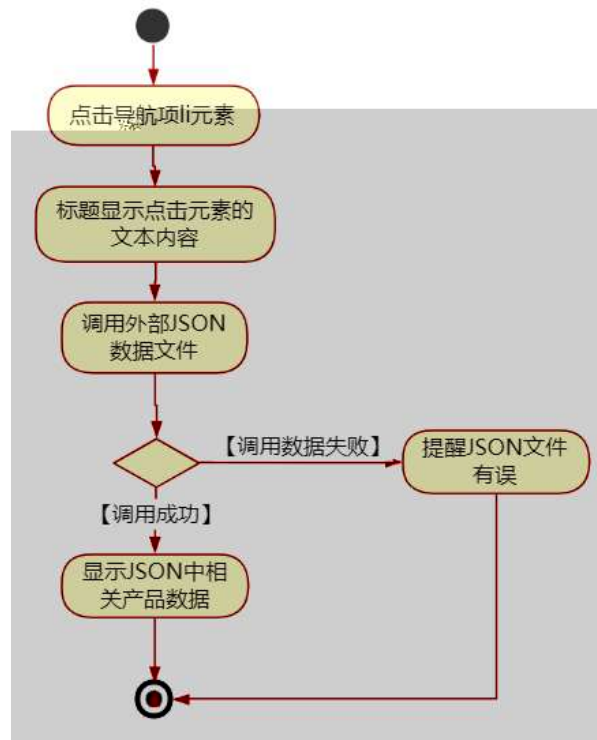 点击导航项li元素
标题显示点击元素的
文本内容
调用外部JSON
数据文件
【调用数据失败】
提醒JSON文件
有误
【调用成功】
显示JSON中相
关产品数据